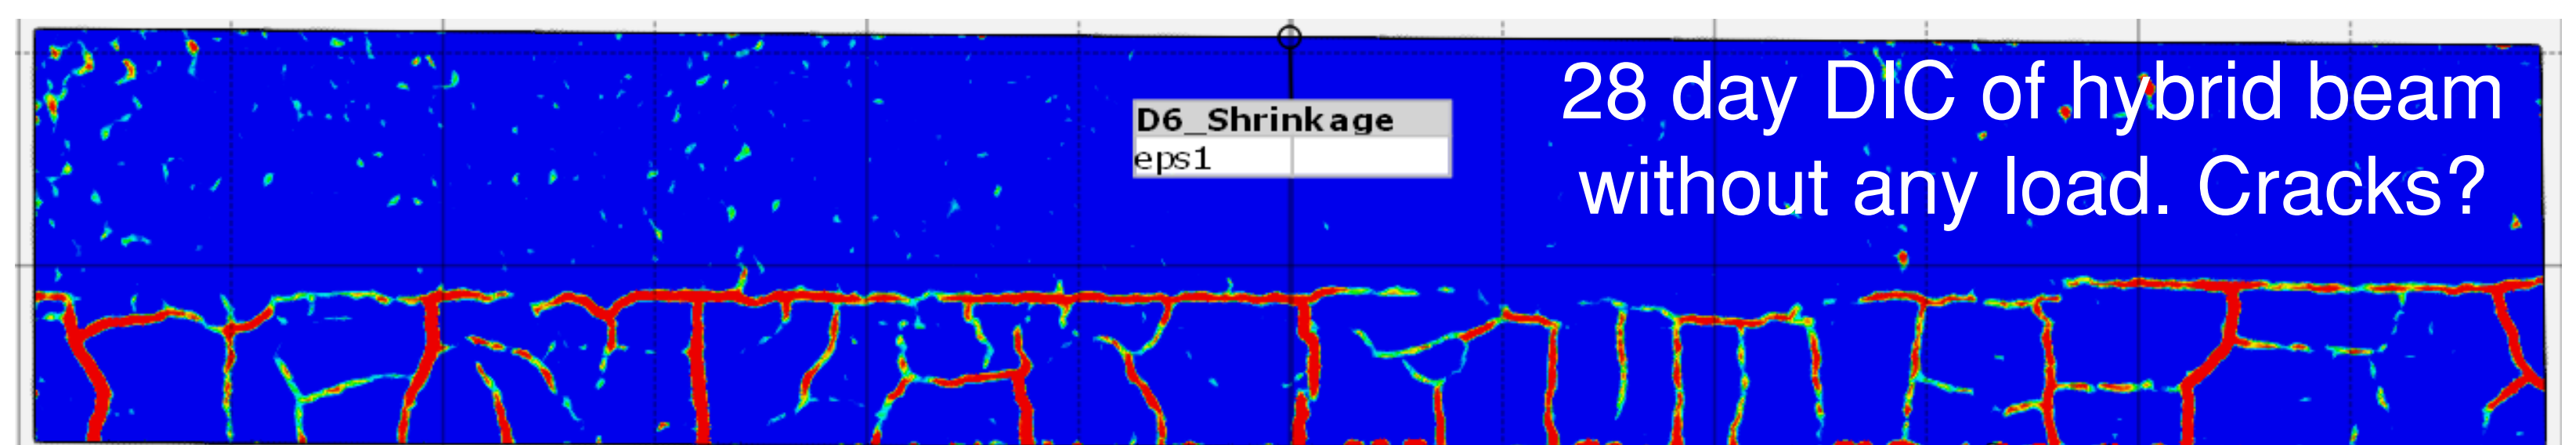 28 day DIC of hybrid beam
without any load. Cracks?
D6_Shrinkage
eps1